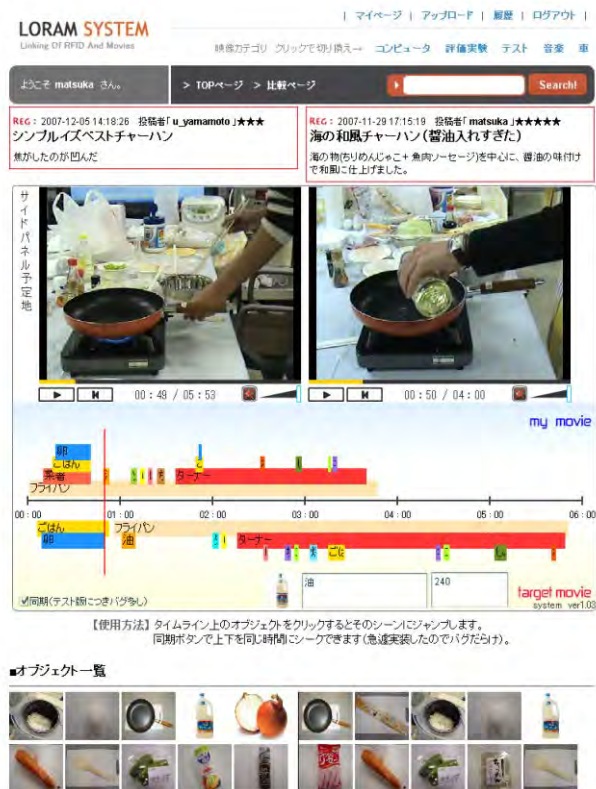 LORAM SYSTEM
Linking Of RFID And Movies
| マイページ | アップロード | 履歴 | ログアウト |
映像カテゴリ クリックで切り換え→ コンピュータ 評価実験 テスト 音楽 車
ようこそ matsuka さん。
> TOPページ > 比較ページ
Search!
REG : 2007-12-05 14:18:26 投稿者「u_yamamoto」★★★
シンプルイズベストチャーハン
焦がしたのが凹んだ
REG : 2007-11-29 17:15:19 投稿者「matsuka」★★★★★
海の和風チャーハン（醤油入れすぎた）
海の物(ちりめんじゃこ+魚肉ソーセージ)を中心に、醤油の味付け
で和風に仕上げました。
サイドパネル予定地
00:49 / 05:53
00:50 / 04:00
my movie
卵
ごはん
ターナー
フライパン
00:00 01:00 02:00 03:00 04:00 05:00 06:00
ごはん フライパン
卵 油 ターナー
油 240
target movie
system ver1.03
同期(テスト版につきバグ多し)
【使用方法】タイムライン上のオブジェクトをクリックするとそのシーンにジャンプします。
同期ボタンで上下を同じ時間にシークできます(急遽実装したのでバグだらけ)。
■オブジェクト一覧